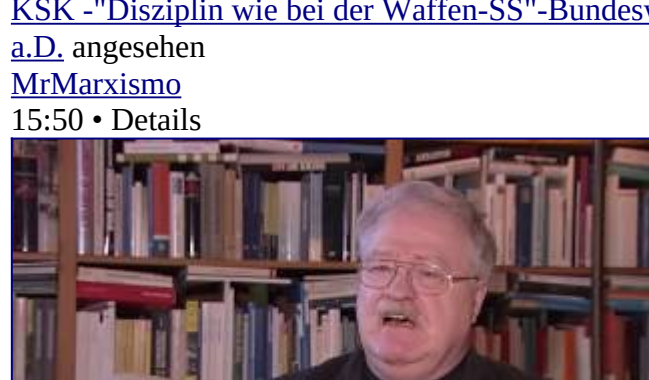 KSK -"Disziplin wie bei der Waffen-SS"-Bundesw
a.D. angesehen
MrMarxismo
15:50 • Details